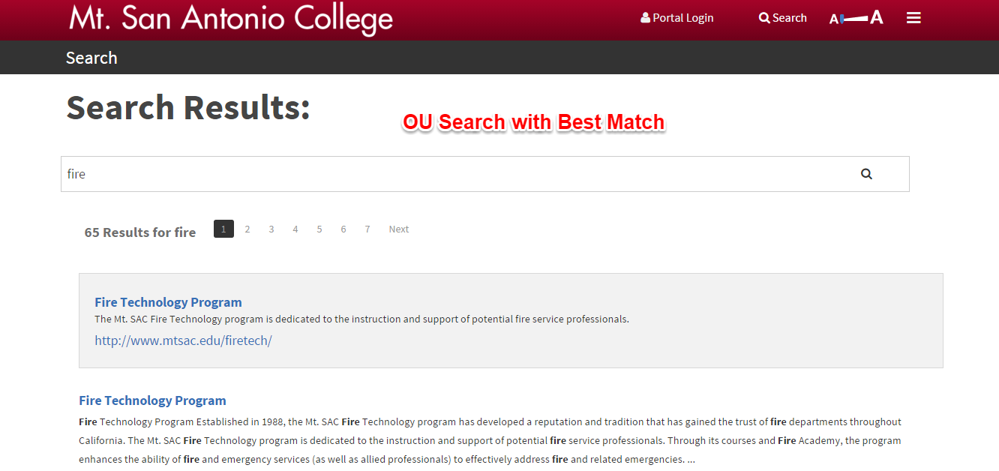 Mt. San Antonio College
Portal Login Search A A
Search
Search Results:
OU Search with Best Match
fire
65 Results for fire 1 2 3 4 5 6 7 Next
Fire Technology Program
The Mt. SAC Fire Technology program is dedicated to the instruction and support of potential fire service professionals.
http://www.mtsac.edu/firetech/
Fire Technology Program
Fire Technology Program Established in 1988, the Mt. SAC Fire Technology program has developed a reputation and tradition that has gained the trust of fire departments throughout
California. The Mt. SAC Fire Technology program is dedicated to the instruction and support of potential fire service professionals. Through its courses and Fire Academy, the program
enhances the ability of fire and emergency services (as well as allied professionals) to effectively address fire and related emergencies. ...